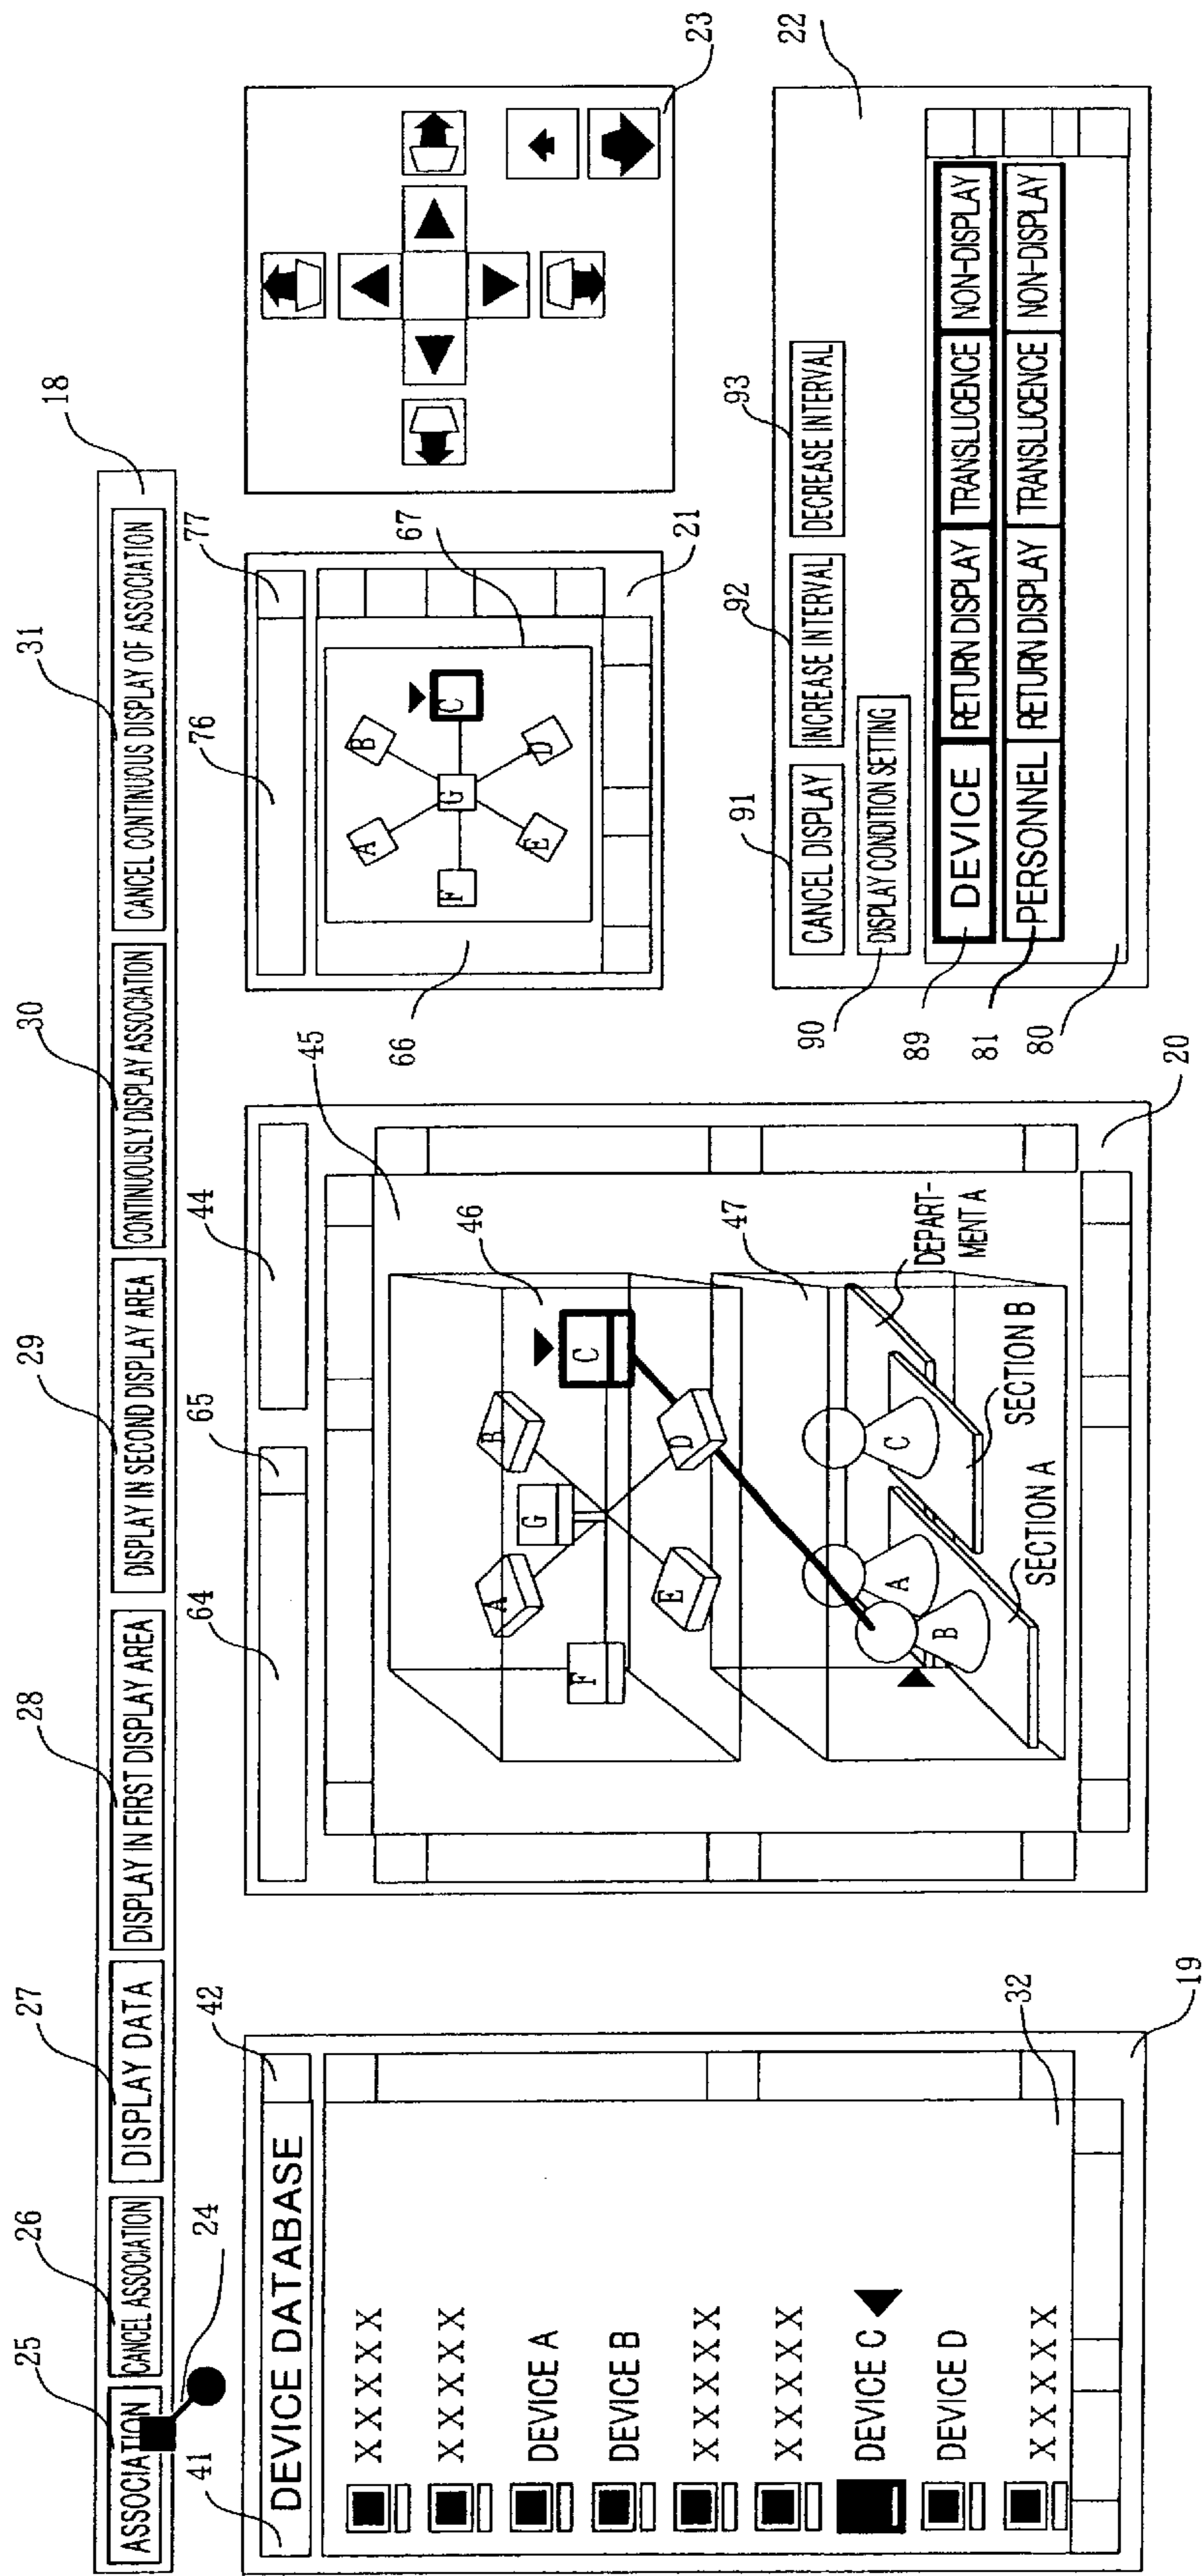 25
26
27
28
29
30
31
18
ASSOCIATION
CANCEL ASSOCIATION
DISPLAY DATA
DISPLAY IN FIRST DISPLAY AREA
DISPLAY IN SECOND DISPLAY AREA
CONTINUOUSLY DISPLAY ASSOCIATION
CANCEL CONTINUOUS DISPLAY OF ASSOCIATION
24
41
42
DEVICE DATABASE
XXXXX
XXXXX
DEVICE A
DEVICE B
XXXXX
XXXXX
DEVICE C
DEVICE D
XXXXX
32
19
64
65
44
45
46
A
B
G
F
C
E
D
47
A
B
C
DEPART-
MENT A
SECTION B
SECTION A
20
76
77
66
67
A
B
F
G
C
E
D
21
23
91
92
93
22
CANCEL DISPLAY
INCREASE INTERVAL
DECREASE INTERVAL
90
DISPLAY CONDITION SETTING
89
DEVICE
RETURN DISPLAY
TRANSLUCENCE
NON-DISPLAY
81
PERSONNEL
RETURN DISPLAY
TRANSLUCENCE
NON-DISPLAY
80